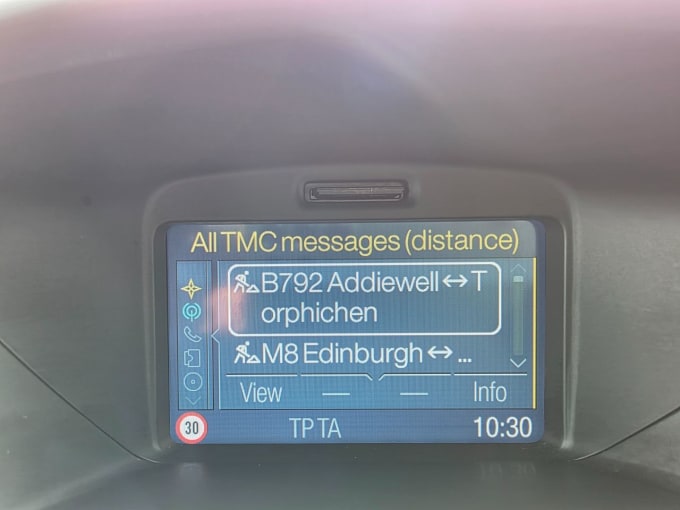 All TMC messages (distance)
B792 Addiewell↔T
orphichen
M8 Edinburgh↔...
View Info
30 TP TA 10:30